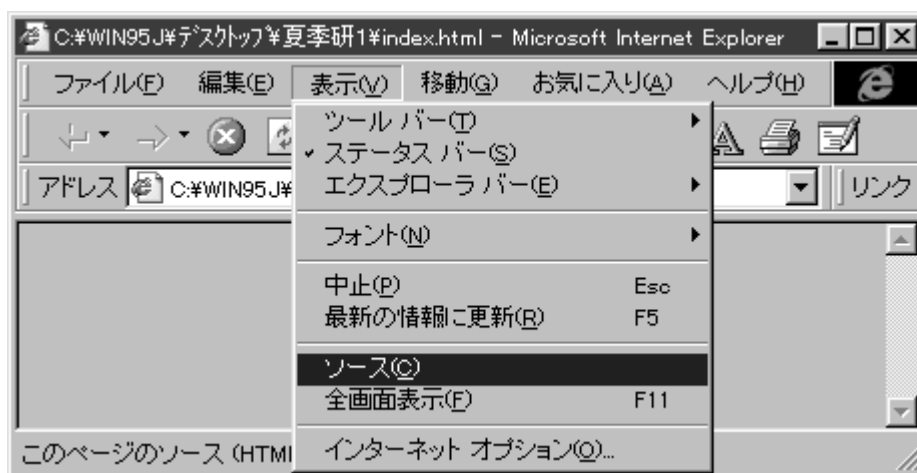 C:¥WIN95J¥デスクトップ¥夏季研1¥index.html - Microsoft Internet Explorer
ファイル(F) 編集(E) 表示(V) 移動(G) お気に入り(A) ヘルプ(H)
ツール バー(T)
ステータス バー(S)
アドレス C:¥WIN95J¥ リンク
エクスプローラ バー(E)
フォント(N)
中止(P) Esc
最新の情報に更新(R) F5
ソース(C)
全画面表示(F) F11
インターネット オプション(O)...
このページのソース (HTM